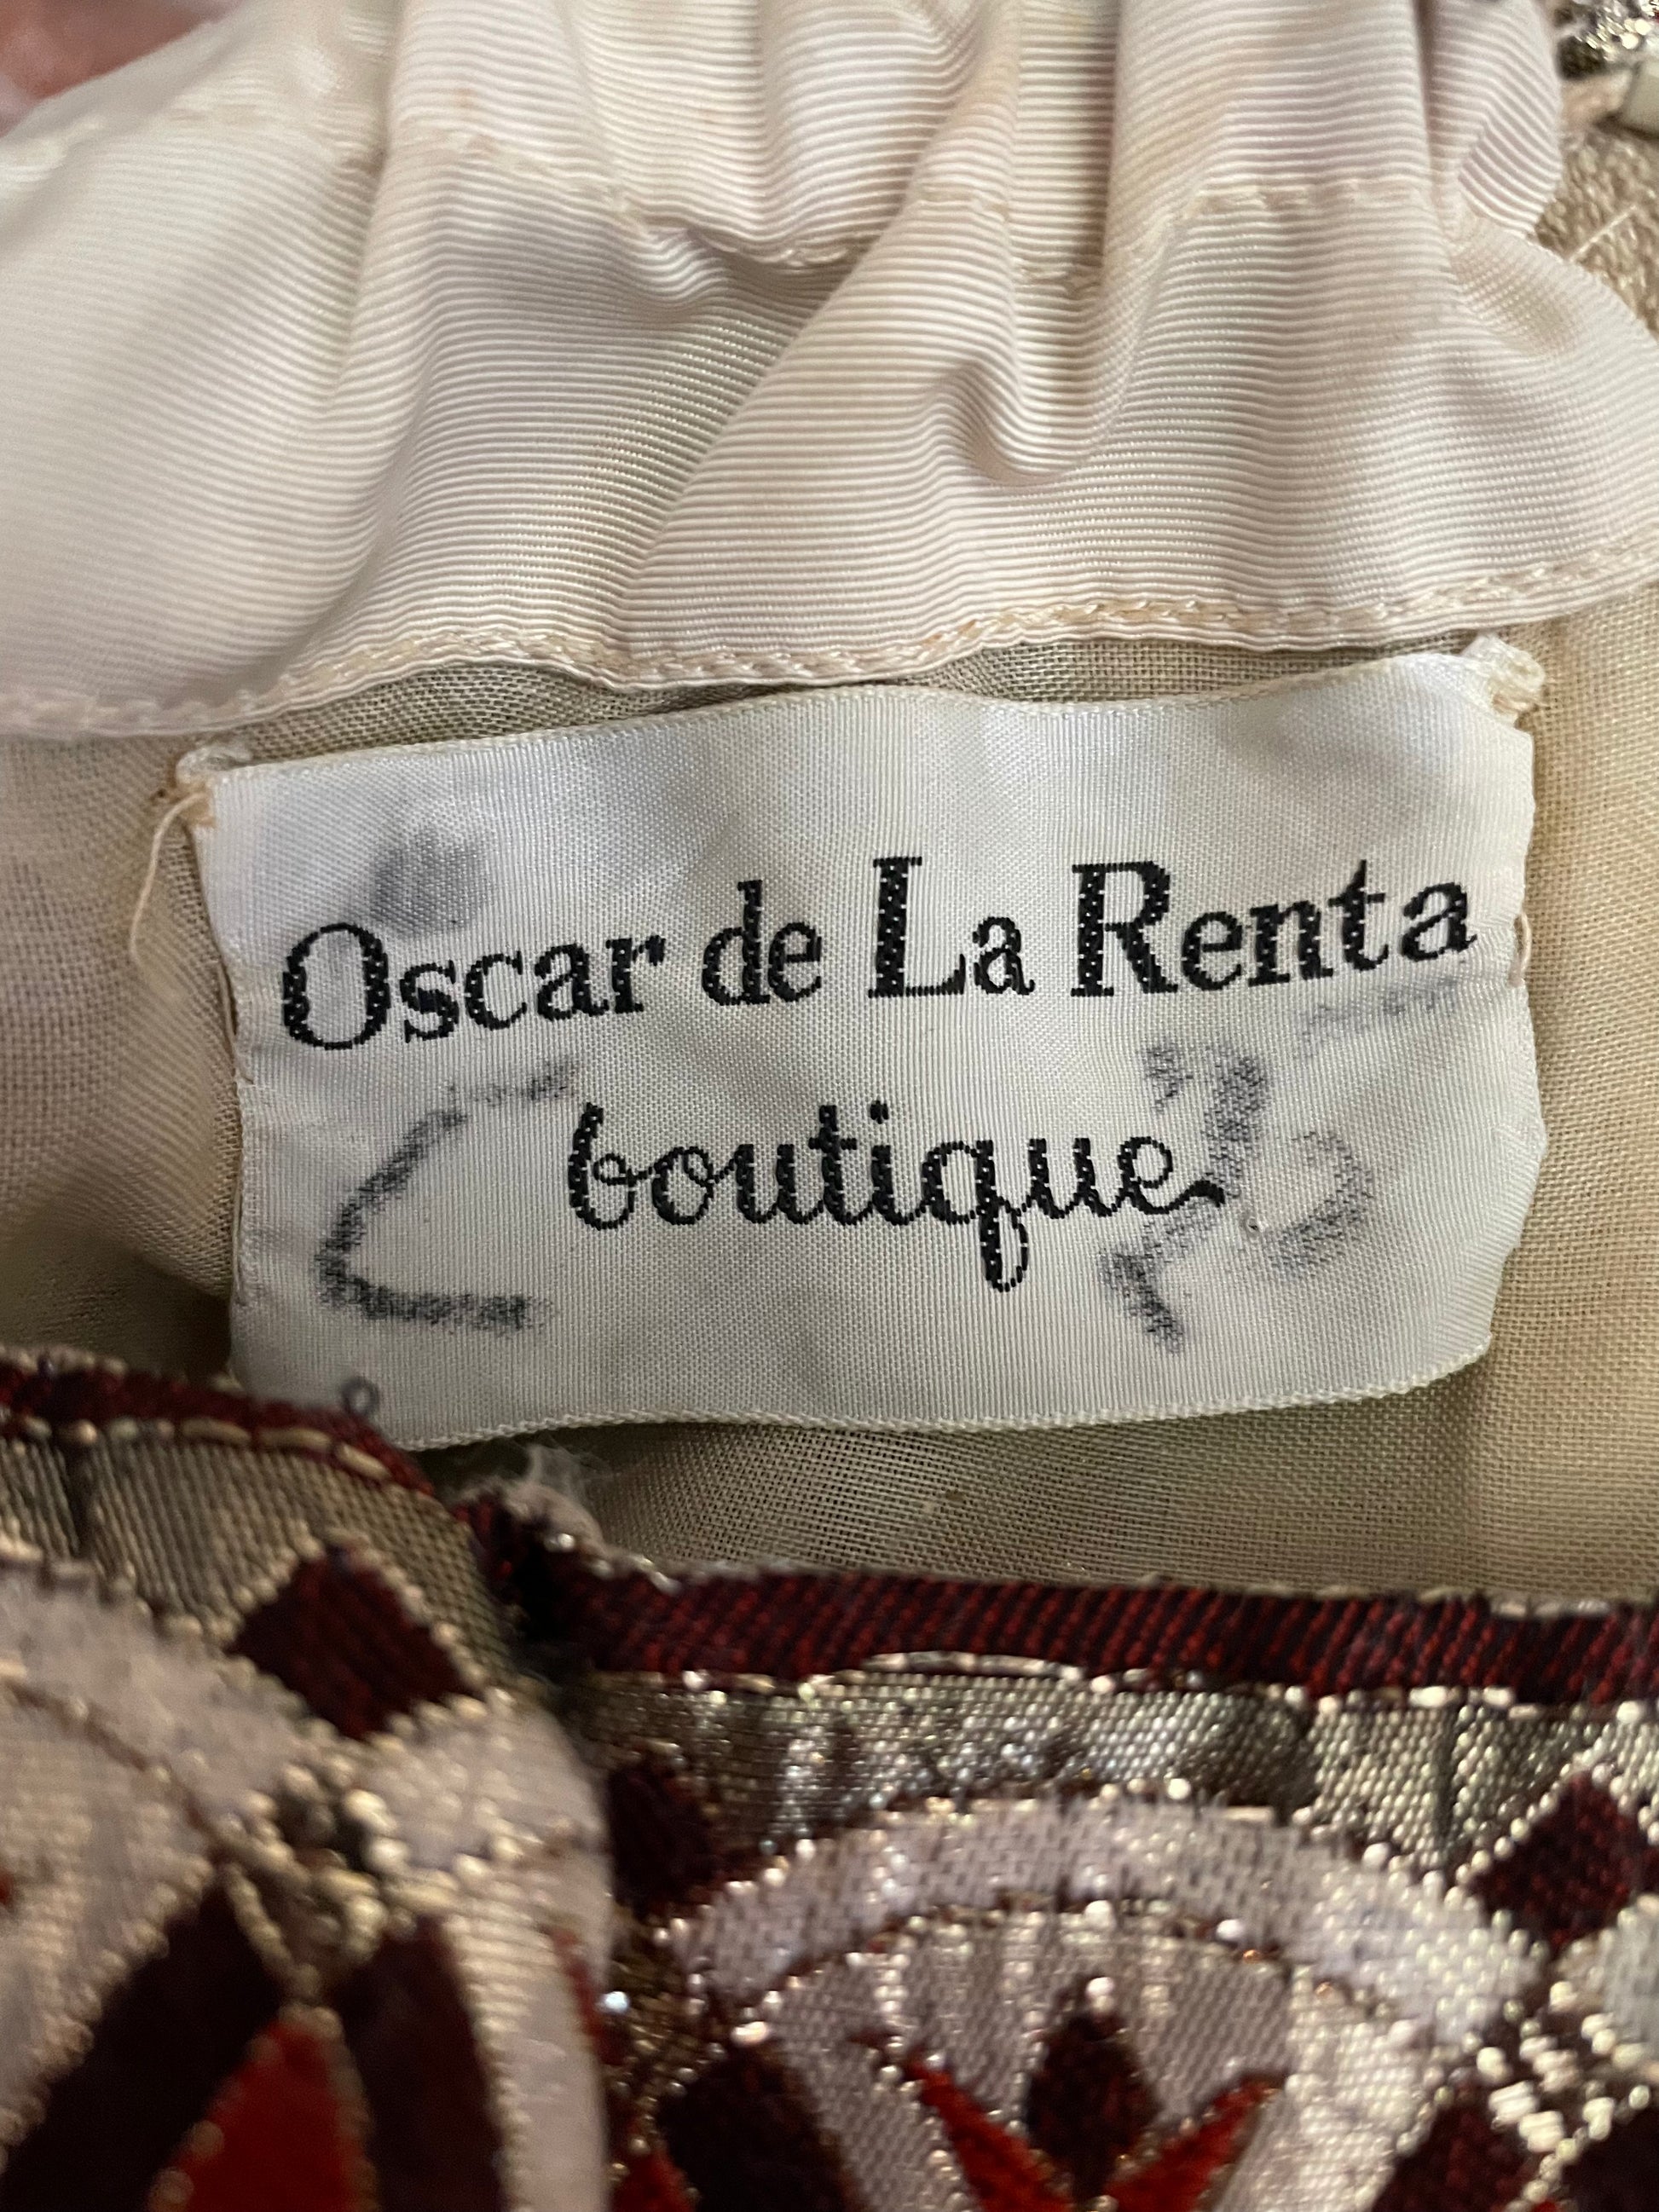 Oscar de La Renta
boutique